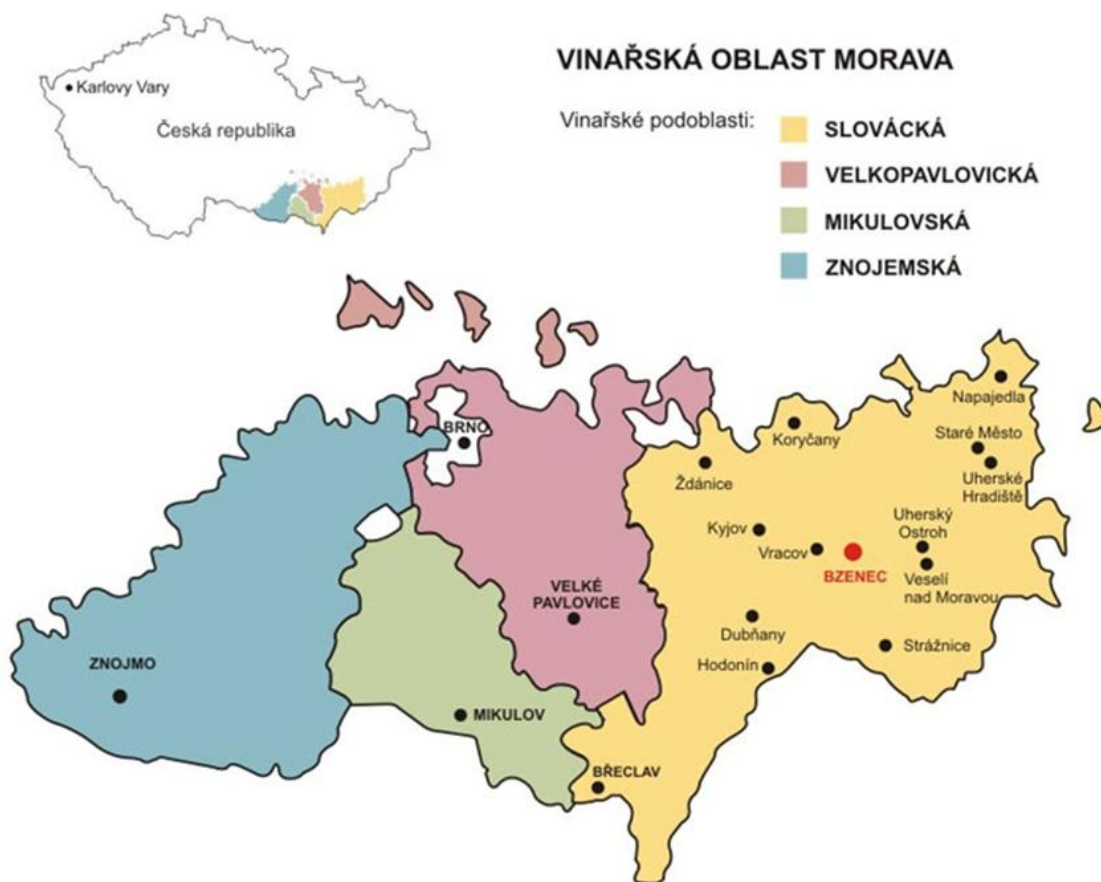 Karlovy Vary
Česká republika
VINAŘSKÁ OBLAST MORAVA
Vinařské podoblasti:
SLOVÁCKÁ
VELKOPAVLOVICKÁ
MIKULOVSKÁ
ZNOJEMSKÁ
Napajedla
Koryčany
Staré Město
BRNO
Ždánice
Uherské
Hradiště
Kyjov
Uherský
Ostroh
Vracov
BZENEC
Veselí
nad Moravou
VELKÉ
PAVLOVICE
Dubňany
Strážnice
Hodonín
ZNOJMO
MIKULOV
BŘECLAV